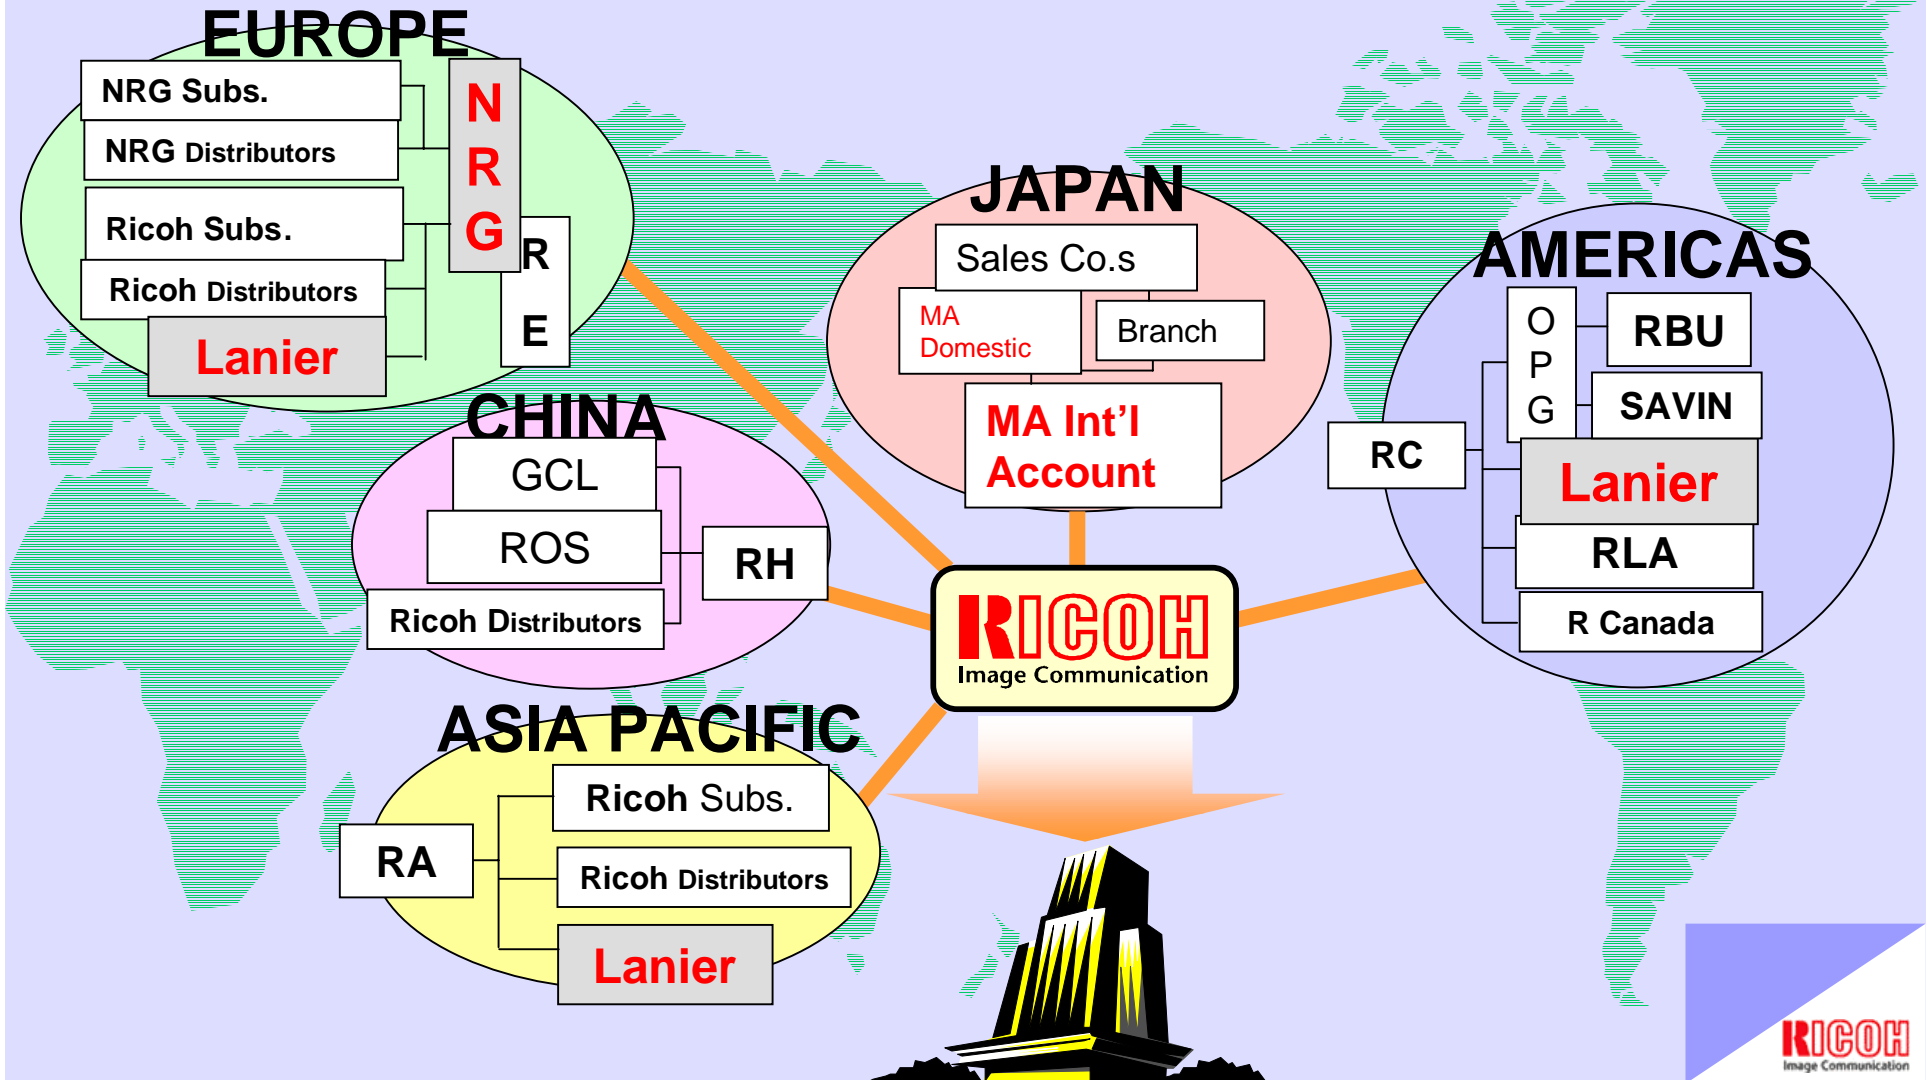 EUROPE
NRG Subs.
NRG Distributors
Ricoh Subs.
Ricoh Distributors
Lanier
N
R
G
R
E
JAPAN
Sales Co.s
MA
Domestic
Branch
MA Int’l
Account
AMERICAS
O
P
G
RBU
SAVIN
RC
Lanier
RLA
R Canada
CHINA
GCL
ROS
Ricoh Distributors
RH
RICOH
Image Communication
ASIA PACIFIC
RA
Ricoh Subs.
Ricoh Distributors
Lanier
RICOH
Image Communication